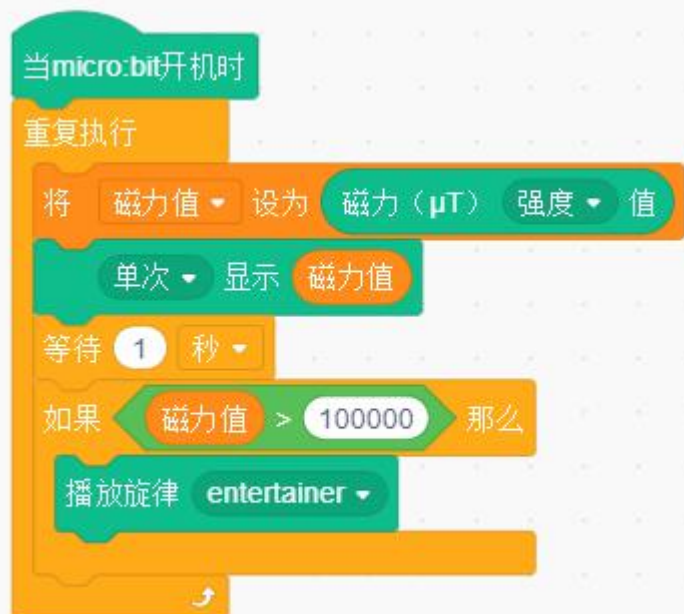 当micro:bit开机时
重复执行
将 磁力值 设为 磁力（μT） 强度 值
单次 显示 磁力值
等待 1 秒
如果 磁力值 > 100000 那么
播放旋律 entertainer